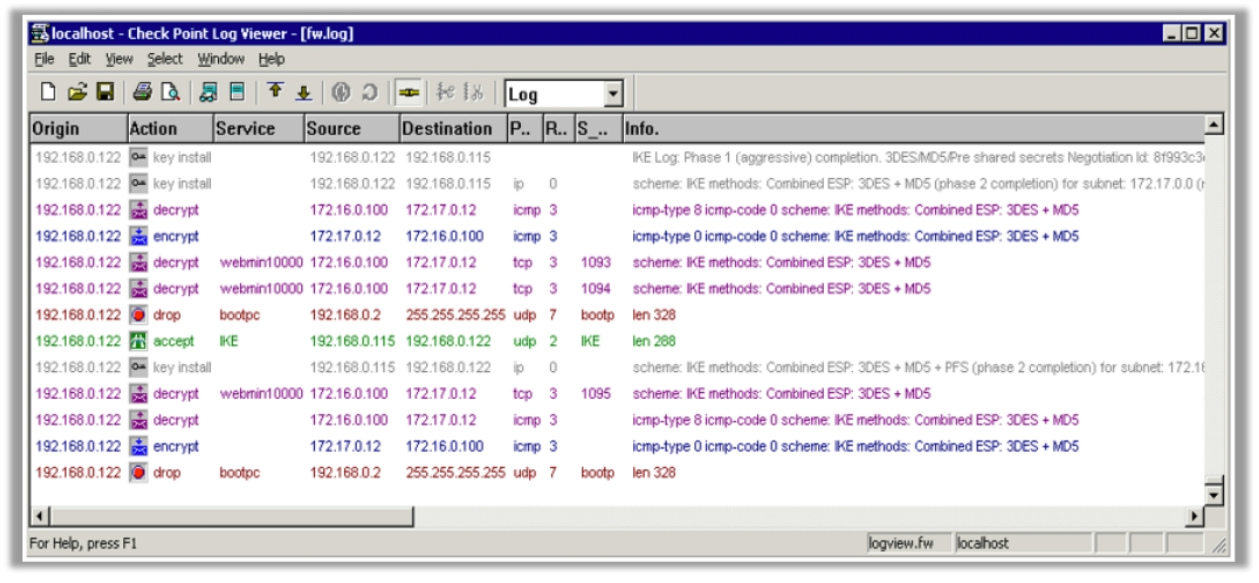 localhost - Check Point Log Viewer - [fw.log]
File Edit View Select Window Help
Log
Origin Action Service Source Destination P.. R.. S_.. Info.
192.168.0.122 key install 192.168.0.122 192.168.0.115 IKE Log: Phase 1 (aggressive) completion. 3DES/MD5/Pre shared secrets Negotiation Id: 8f993c3
192.168.0.122 key install 192.168.0.122 192.168.0.115 ip 0 scheme: IKE methods: Combined ESP: 3DES + MD5 (phase 2 completion) for subnet: 172.17.0.0
192.168.0.122 decrypt 172.16.0.100 172.17.0.12 icmp 3 icmp-type 8 icmp-code 0 scheme: IKE methods: Combined ESP: 3DES + MD5
192.168.0.122 encrypt 172.17.0.12 172.16.0.100 icmp 3 icmp-type 0 icmp-code 0 scheme: IKE methods: Combined ESP: 3DES + MD5
192.168.0.122 decrypt webmin10000 172.16.0.100 172.17.0.12 tcp 3 1093 scheme: IKE methods: Combined ESP: 3DES + MD5
192.168.0.122 decrypt webmin10000 172.16.0.100 172.17.0.12 tcp 3 1094 scheme: IKE methods: Combined ESP: 3DES + MD5
192.168.0.122 drop bootpc 192.168.0.2 255.255.255.255 udp 7 bootp len 328
192.168.0.122 accept IKE 192.168.0.115 192.168.0.122 udp 2 IKE len 288
192.168.0.122 key install 192.168.0.115 192.168.0.122 ip 0 scheme: IKE methods: Combined ESP: 3DES + MD5 + PFS (phase 2 completion) for subnet: 172.16
192.168.0.122 decrypt webmin10000 172.16.0.100 172.17.0.12 tcp 3 1095 scheme: IKE methods: Combined ESP: 3DES + MD5
192.168.0.122 decrypt 172.16.0.100 172.17.0.12 icmp 3 icmp-type 8 icmp-code 0 scheme: IKE methods: Combined ESP: 3DES + MD5
192.168.0.122 encrypt 172.17.0.12 172.16.0.100 icmp 3 icmp-type 0 icmp-code 0 scheme: IKE methods: Combined ESP: 3DES + MD5
192.168.0.122 drop bootpc 192.168.0.2 255.255.255.255 udp 7 bootp len 328
For Help, press F1 logview.fw localhost